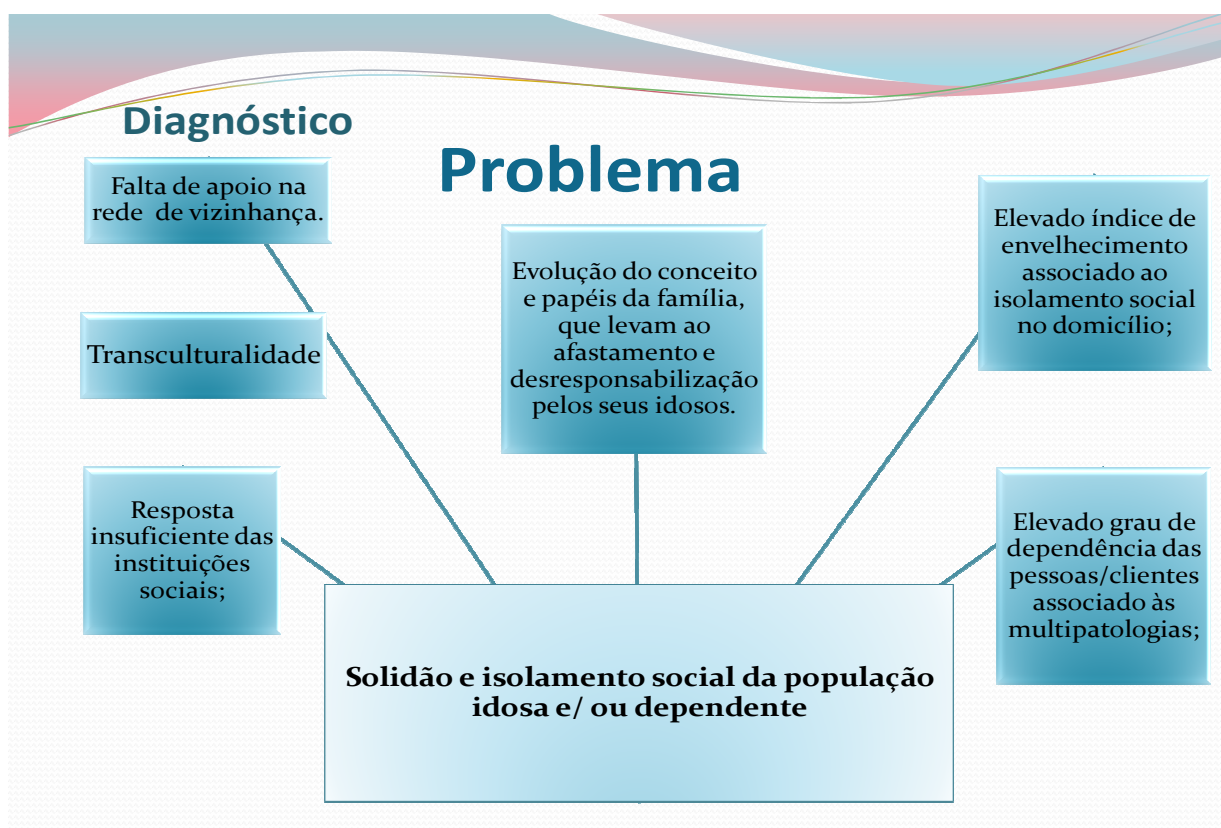 Diagnóstico
Problema
Falta de apoio na
rede de vizinhança.
Transculturalidade
Resposta
insuficiente das
instituições
sociais;
Evolução do conceito
e papéis da família,
que levam ao
afastamento e
desresponsabilização
pelos seus idosos.
Elevado índice de
envelhecimento
associado ao
isolamento social
no domicílio;
Elevado grau de
dependência das
pessoas/clientes
associado às
multipatologias;
Solidão e isolamento social da população
idosa e/ ou dependente